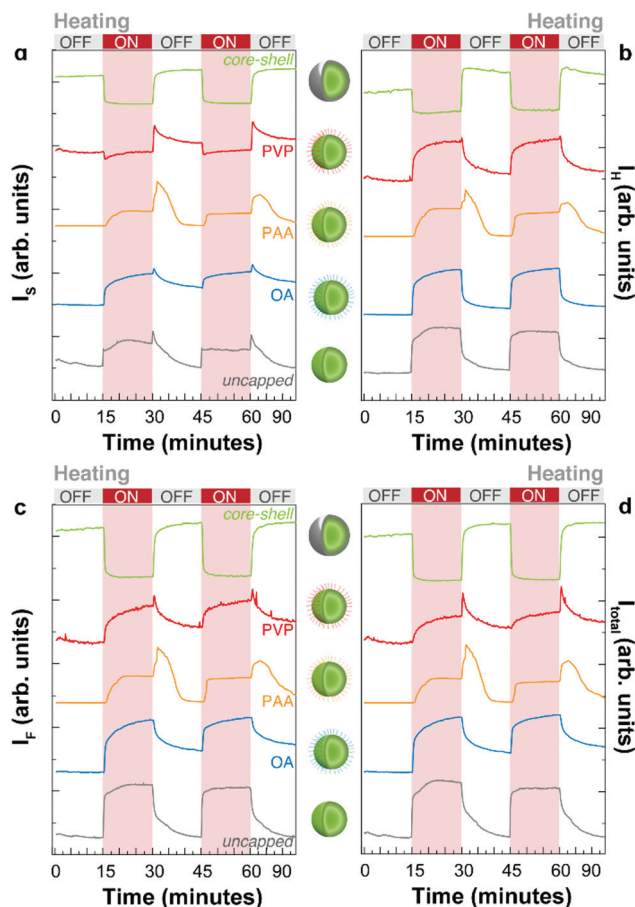 Heating
OFF ON OFF ON OFF
a
core-shell
PVP
PAA
OA
uncapped
I_S (arb. units)
0 15 30 45 60 90
Time (minutes)
Heating
OFF ON OFF ON OFF
b
I_H (arb. units)
0 15 30 45 60 90
Time (minutes)
Heating
OFF ON OFF ON OFF
c
core-shell
PVP
PAA
OA
uncapped
I_F (arb. units)
0 15 30 45 60 90
Time (minutes)
Heating
OFF ON OFF ON OFF
d
I_total (arb. units)
0 15 30 45 60 90
Time (minutes)